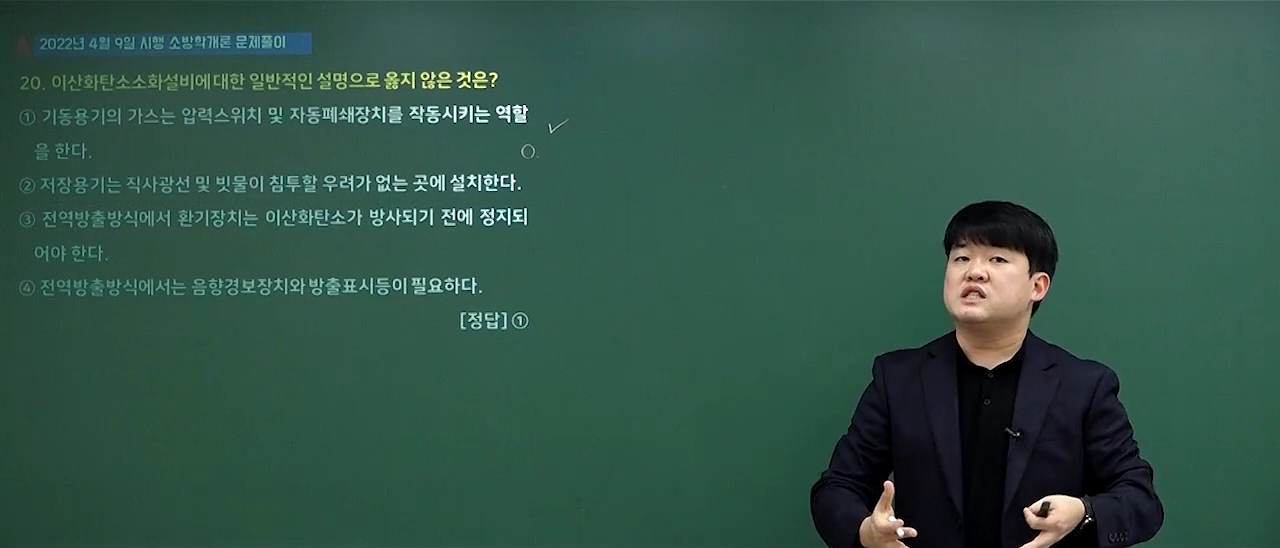 2022년 4월 9일 시행 소방학개론 문제풀이
20. 이산화탄소소화설비에대한 일반적인 설명으로 옳지 않은 것은?
① 기동용기의 가스는 압력스위치 및 자동폐쇄장치를 작동시키는 역할
을 한다.
② 저장용기는 직사광선 및 빗물이 침투할 우려가 없는 곳에 설치한다.
③ 전역방출방식에서 환기장치는 이산화탄소가 방사되기 전에 정지되
어야 한다.
④ 전역방출방식에서는 음향경보장치와 방출표시등이 필요하다.
[정답] ①